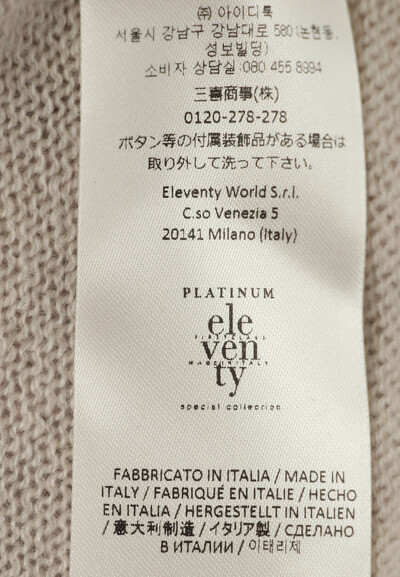 ㈜ 아이디룩
서울시 강남구 강남대로 580 (논현동,
성보빌딩)
소비자 상담실:080 455 8994
三喜商事(株)
0120-278-278
ボタン等の付属装飾品がある場合は
取り外して洗って下さい。
Eleventy World S.r.l.
C.so Venezia 5
20141 Milano (Italy)
PLATINUM
ele
FIRSTCLASS
ven
MADEINITALY
ty
special collection
FABBRICATO IN ITALIA / MADE IN
ITALY / FABRIQUÉ EN ITALIE / HECHO
EN ITALIA / HERGESTELLT IN ITALIEN
/ 意大利制造 / イタリア製 / СДЕЛАНО
В ИТАЛИИ / 이태리제